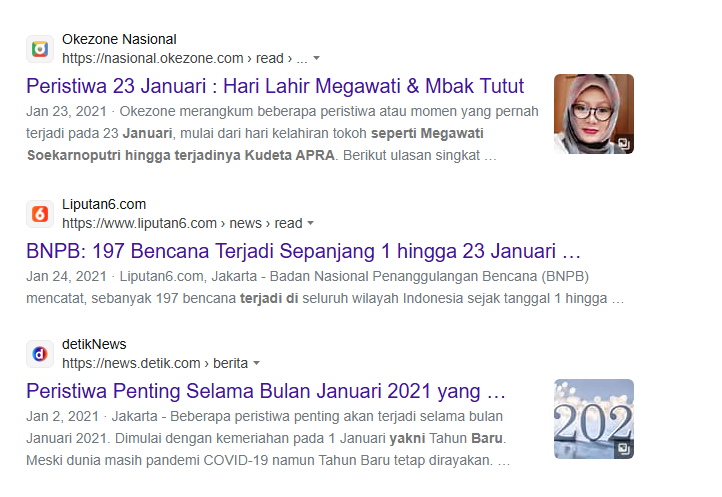 Okezone Nasional
https://nasional.okezone.com › read › ...
Peristiwa 23 Januari : Hari Lahir Megawati & Mbak Tutut
Jan 23, 2021 · Okezone merangkum beberapa peristiwa atau momen yang pernah
terjadi pada 23 Januari, mulai dari hari kelahiran tokoh seperti Megawati
Soekarnoputri hingga terjadinya Kudeta APRA. Berikut ulasan singkat …
Liputan6.com
https://www.liputan6.com › news › read
BNPB: 197 Bencana Terjadi Sepanjang 1 hingga 23 Januari …
Jan 24, 2021 · Liputan6.com, Jakarta - Badan Nasional Penanggulangan Bencana (BNPB)
mencatat, sebanyak 197 bencana terjadi di seluruh wilayah Indonesia sejak tanggal 1 hingga …
detikNews
https://news.detik.com › berita
Peristiwa Penting Selama Bulan Januari 2021 yang …
Jan 2, 2021 · Jakarta - Beberapa peristiwa penting akan terjadi selama bulan
Januari 2021. Dimulai dengan kemeriahan pada 1 Januari yakni Tahun Baru.
Meski dunia masih pandemi COVID-19 namun Tahun Baru tetap dirayakan. …
202